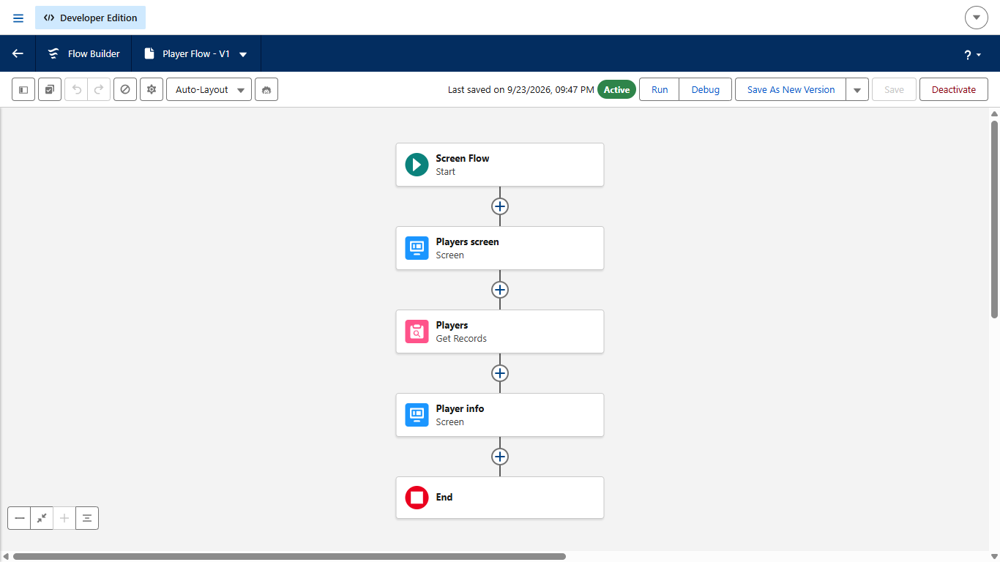 Developer Edition
Flow Builder
Player Flow - V1
?
Auto-Layout
Last saved on 9/23/2026, 09:47 PM
Active
Run
Debug
Save As New Version
Save
Deactivate
Screen Flow
Start
Players screen
Screen
Players
Get Records
Player info
Screen
End